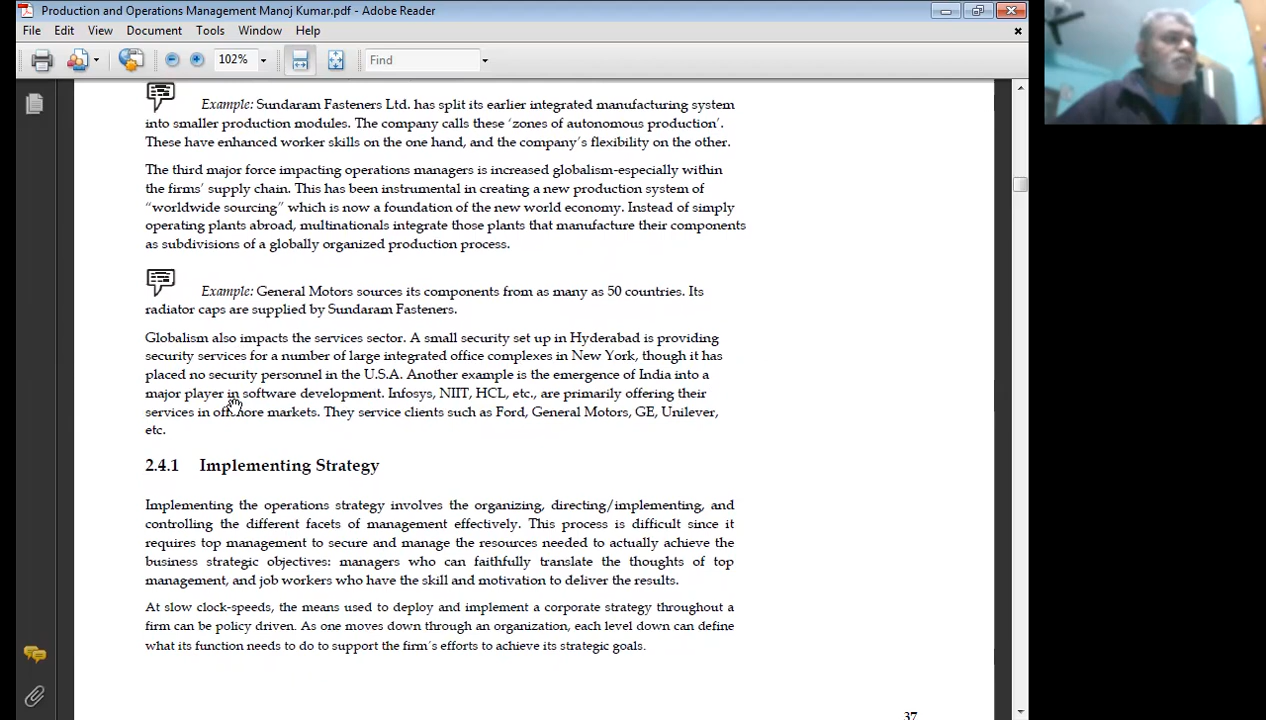 Production and Operations Management Manoj Kumar.pdf - Adobe Reader
File Edit View Document Tools Window Help
102% Find
Example: Sundaram Fasteners Ltd. has split its earlier integrated manufacturing system
into smaller production modules. The company calls these ‘zones of autonomous production’.
These have enhanced worker skills on the one hand, and the company’s flexibility on the other.
The third major force impacting operations managers is increased globalism-especially within
the firms’ supply chain. This has been instrumental in creating a new production system of
“worldwide sourcing” which is now a foundation of the new world economy. Instead of simply
operating plants abroad, multinationals integrate those plants that manufacture their components
as subdivisions of a globally organized production process.
Example: General Motors sources its components from as many as 50 countries. Its
radiator caps are supplied by Sundaram Fasteners.
Globalism also impacts the services sector. A small security set up in Hyderabad is providing
security services for a number of large integrated office complexes in New York, though it has
placed no security personnel in the U.S.A. Another example is the emergence of India into a
major player in software development. Infosys, NIIT, HCL, etc., are primarily offering their
services in offshore markets. They service clients such as Ford, General Motors, GE, Unilever,
etc.
2.4.1 Implementing Strategy
Implementing the operations strategy involves the organizing, directing/implementing, and
controlling the different facets of management effectively. This process is difficult since it
requires top management to secure and manage the resources needed to actually achieve the
business strategic objectives: managers who can faithfully translate the thoughts of top
management, and job workers who have the skill and motivation to deliver the results.
At slow clock-speeds, the means used to deploy and implement a corporate strategy throughout a
firm can be policy driven. As one moves down through an organization, each level down can define
what its function needs to do to support the firm’s efforts to achieve its strategic goals.
37